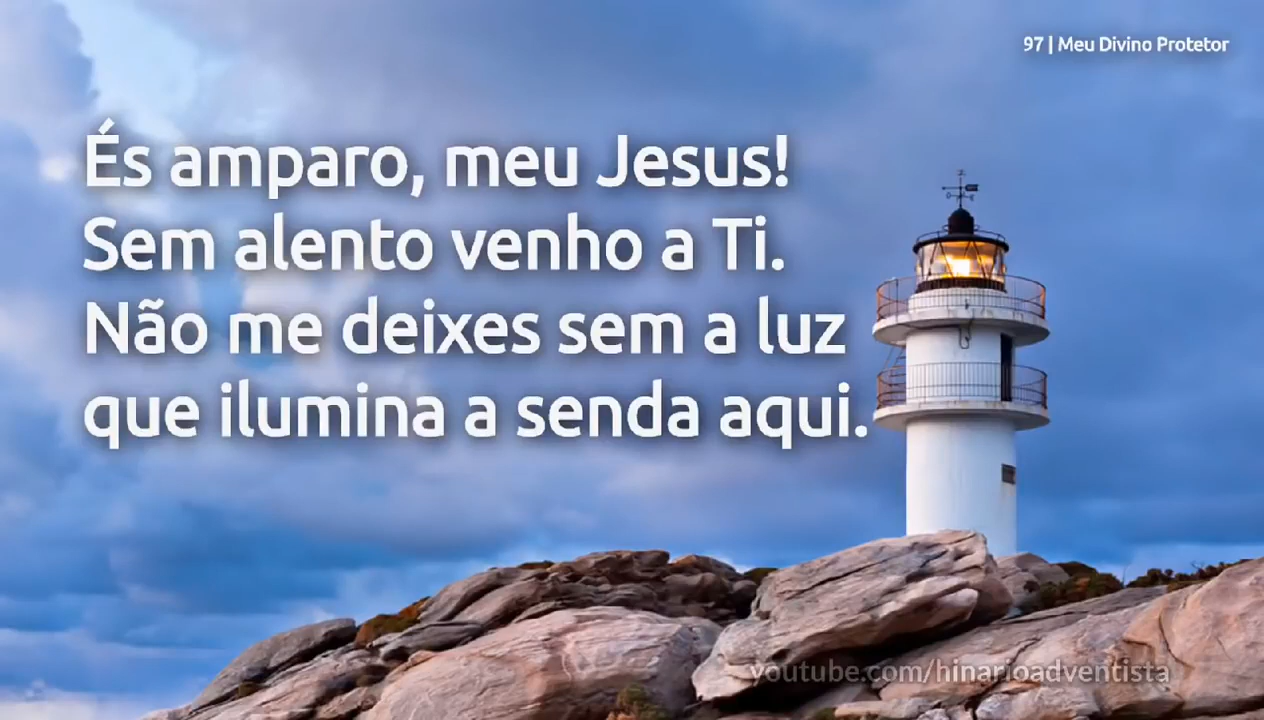 97 | Meu Divino Protetor
És amparo, meu Jesus!
Sem alento venho a Ti.
Não me deixes sem a luz
que ilumina a senda aqui.
youtube.com/hinarioadventista